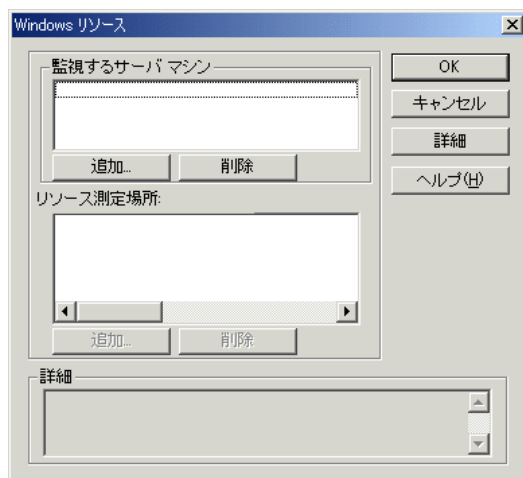 Windows リソース
監視するサーバ マシン
追加...
削除
リソース測定場所:
追加...
削除
OK
キャンセル
詳細
ヘルプ(H)
詳細